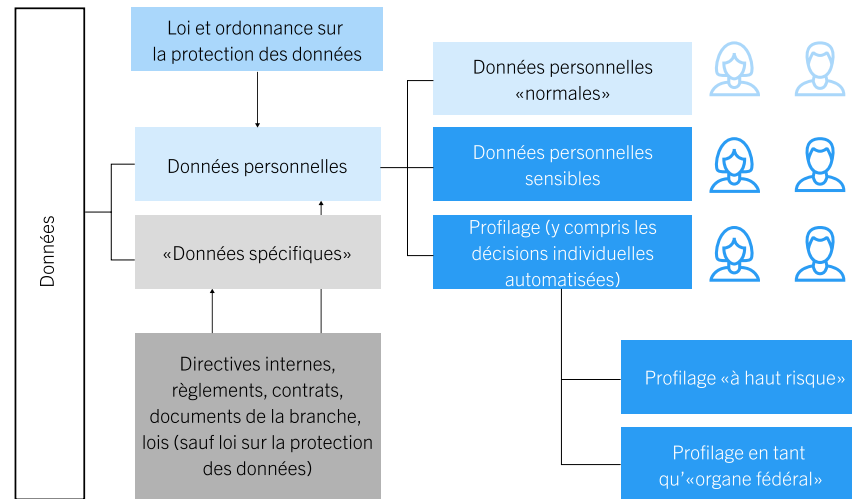 Données
Loi et ordonnance sur
la protection des données
Données personnelles
«Données spécifiques»
Directives internes,
règlements, contrats,
documents de la branche,
lois (sauf loi sur la protection
des données)
Données personnelles
«normales»
Données personnelles
sensibles
Profilage (y compris les
décisions individuelles
automatisées)
Profilage «à haut risque»
Profilage en tant
qu’«organe fédéral»